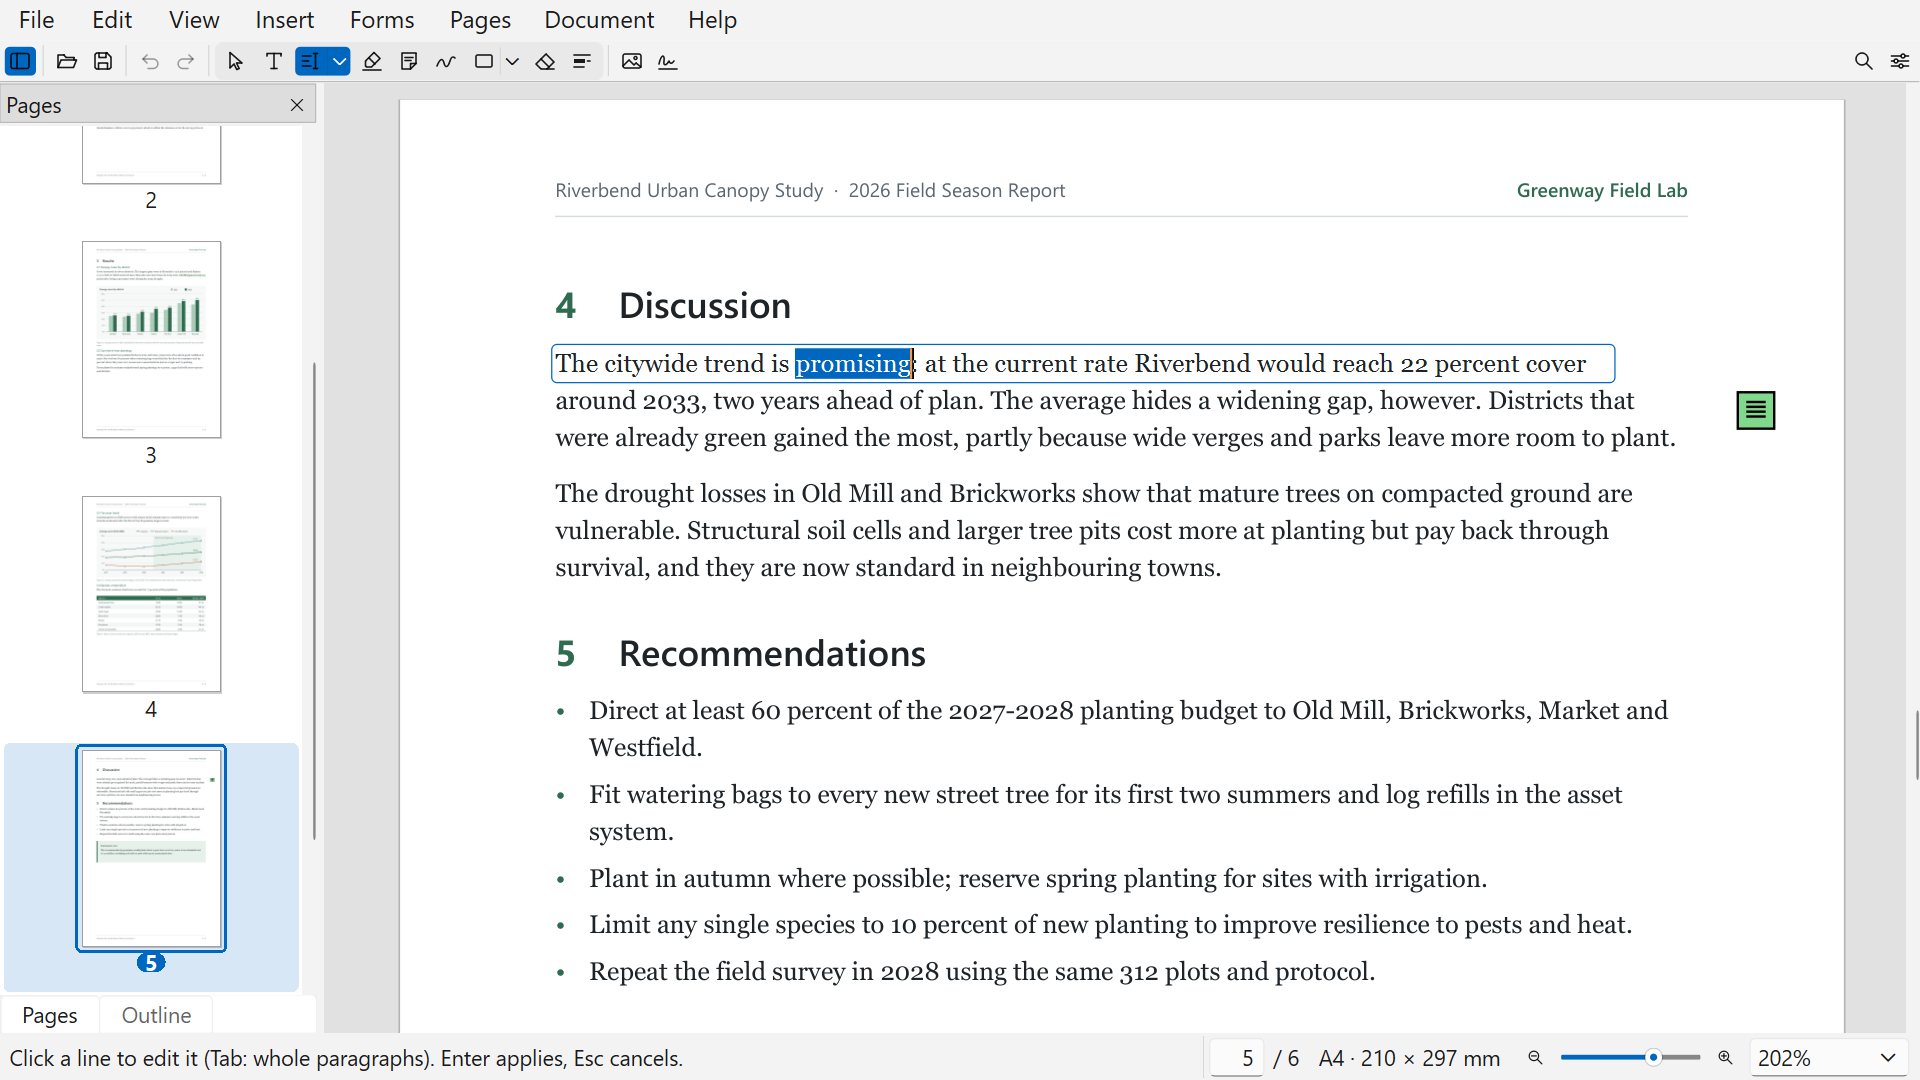 File Edit View Insert Forms Pages Document Help
Pages
2
3
4
5
Pages Outline
Riverbend Urban Canopy Study · 2026 Field Season Report Greenway Field Lab
4 Discussion
The citywide trend is promising: at the current rate Riverbend would reach 22 percent cover
around 2033, two years ahead of plan. The average hides a widening gap, however. Districts that
were already green gained the most, partly because wide verges and parks leave more room to plant.
The drought losses in Old Mill and Brickworks show that mature trees on compacted ground are
vulnerable. Structural soil cells and larger tree pits cost more at planting but pay back through
survival, and they are now standard in neighbouring towns.
5 Recommendations
• Direct at least 60 percent of the 2027-2028 planting budget to Old Mill, Brickworks, Market and
Westfield.
• Fit watering bags to every new street tree for its first two summers and log refills in the asset
system.
• Plant in autumn where possible; reserve spring planting for sites with irrigation.
• Limit any single species to 10 percent of new planting to improve resilience to pests and heat.
• Repeat the field survey in 2028 using the same 312 plots and protocol.
Click a line to edit it (Tab: whole paragraphs). Enter applies, Esc cancels.
5 / 6 A4 · 210 × 297 mm 202%